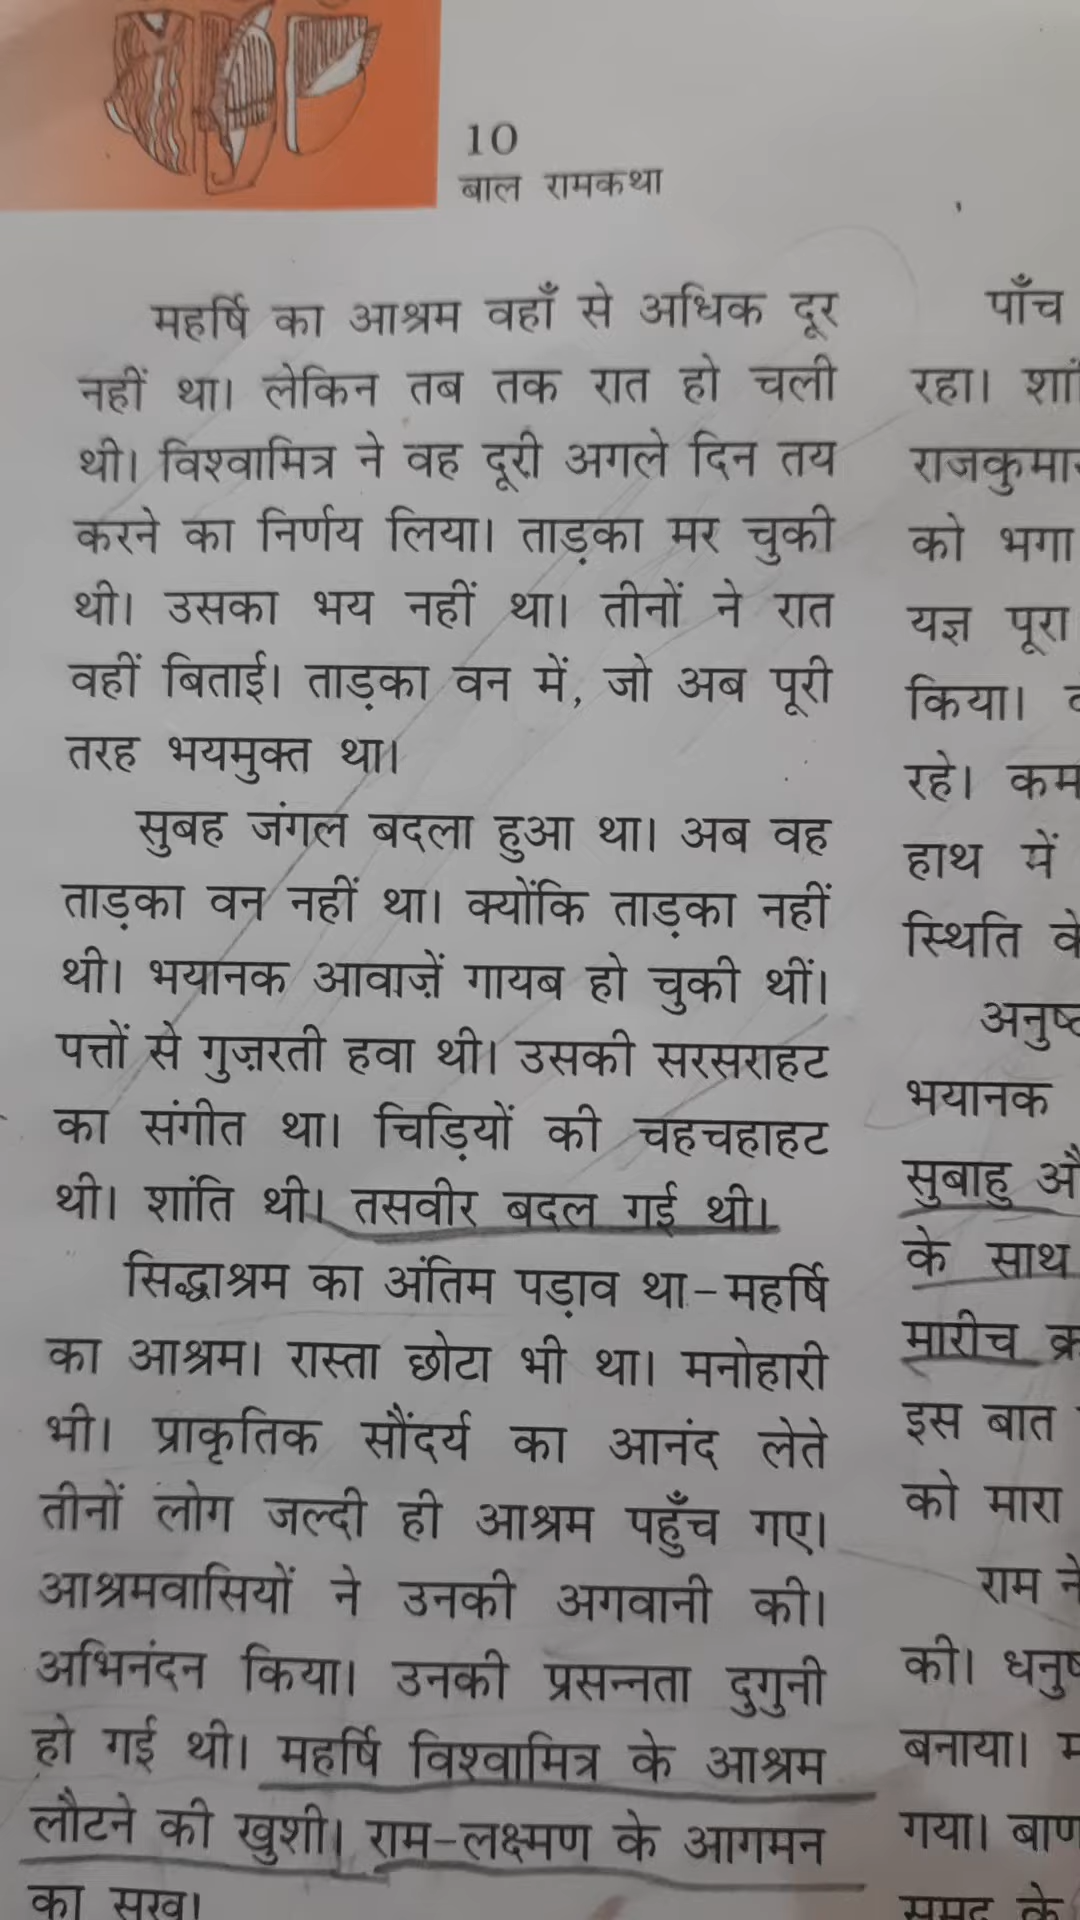 10
बाल रामकथा
महर्षि का आश्रम वहाँ से अधिक दूर
नहीं था। लेकिन तब तक रात हो चली
थी। विश्वामित्र ने वह दूरी अगले दिन तय
करने का निर्णय लिया। ताड़का मर चुकी
थी। उसका भय नहीं था। तीनों ने रात
वहीं बिताई। ताड़का वन में, जो अब पूरी
तरह भयमुक्त था।
सुबह जंगल बदला हुआ था। अब वह
ताड़का वन नहीं था। क्योंकि ताड़का नहीं
थी। भयानक आवाज़ें गायब हो चुकी थीं।
पत्तों से गुज़रती हवा थी। उसकी सरसराहट
का संगीत था। चिड़ियों की चहचहाहट
थी। शांति थी। तसवीर बदल गई थी।
सिद्धाश्रम का अंतिम पड़ाव था-महर्षि
का आश्रम। रास्ता छोटा भी था। मनोहारी
भी। प्राकृतिक सौंदर्य का आनंद लेते
तीनों लोग जल्दी ही आश्रम पहुँच गए।
आश्रमवासियों ने उनकी अगवानी की।
अभिनंदन किया। उनकी प्रसन्नता दुगुनी
हो गई थी। महर्षि विश्वामित्र के आश्रम
लौटने की खुशी। राम-लक्ष्मण के आगमन
का सुख।
पाँच
रहा।
को भगा
यज्ञ पूरा
किया।
रहे।
हाथ में
स्थिति
भयानक
सुबाहु
के साथ
मारीच
इस बात
को मारा
राम
की।
बनाया।
गया।
के